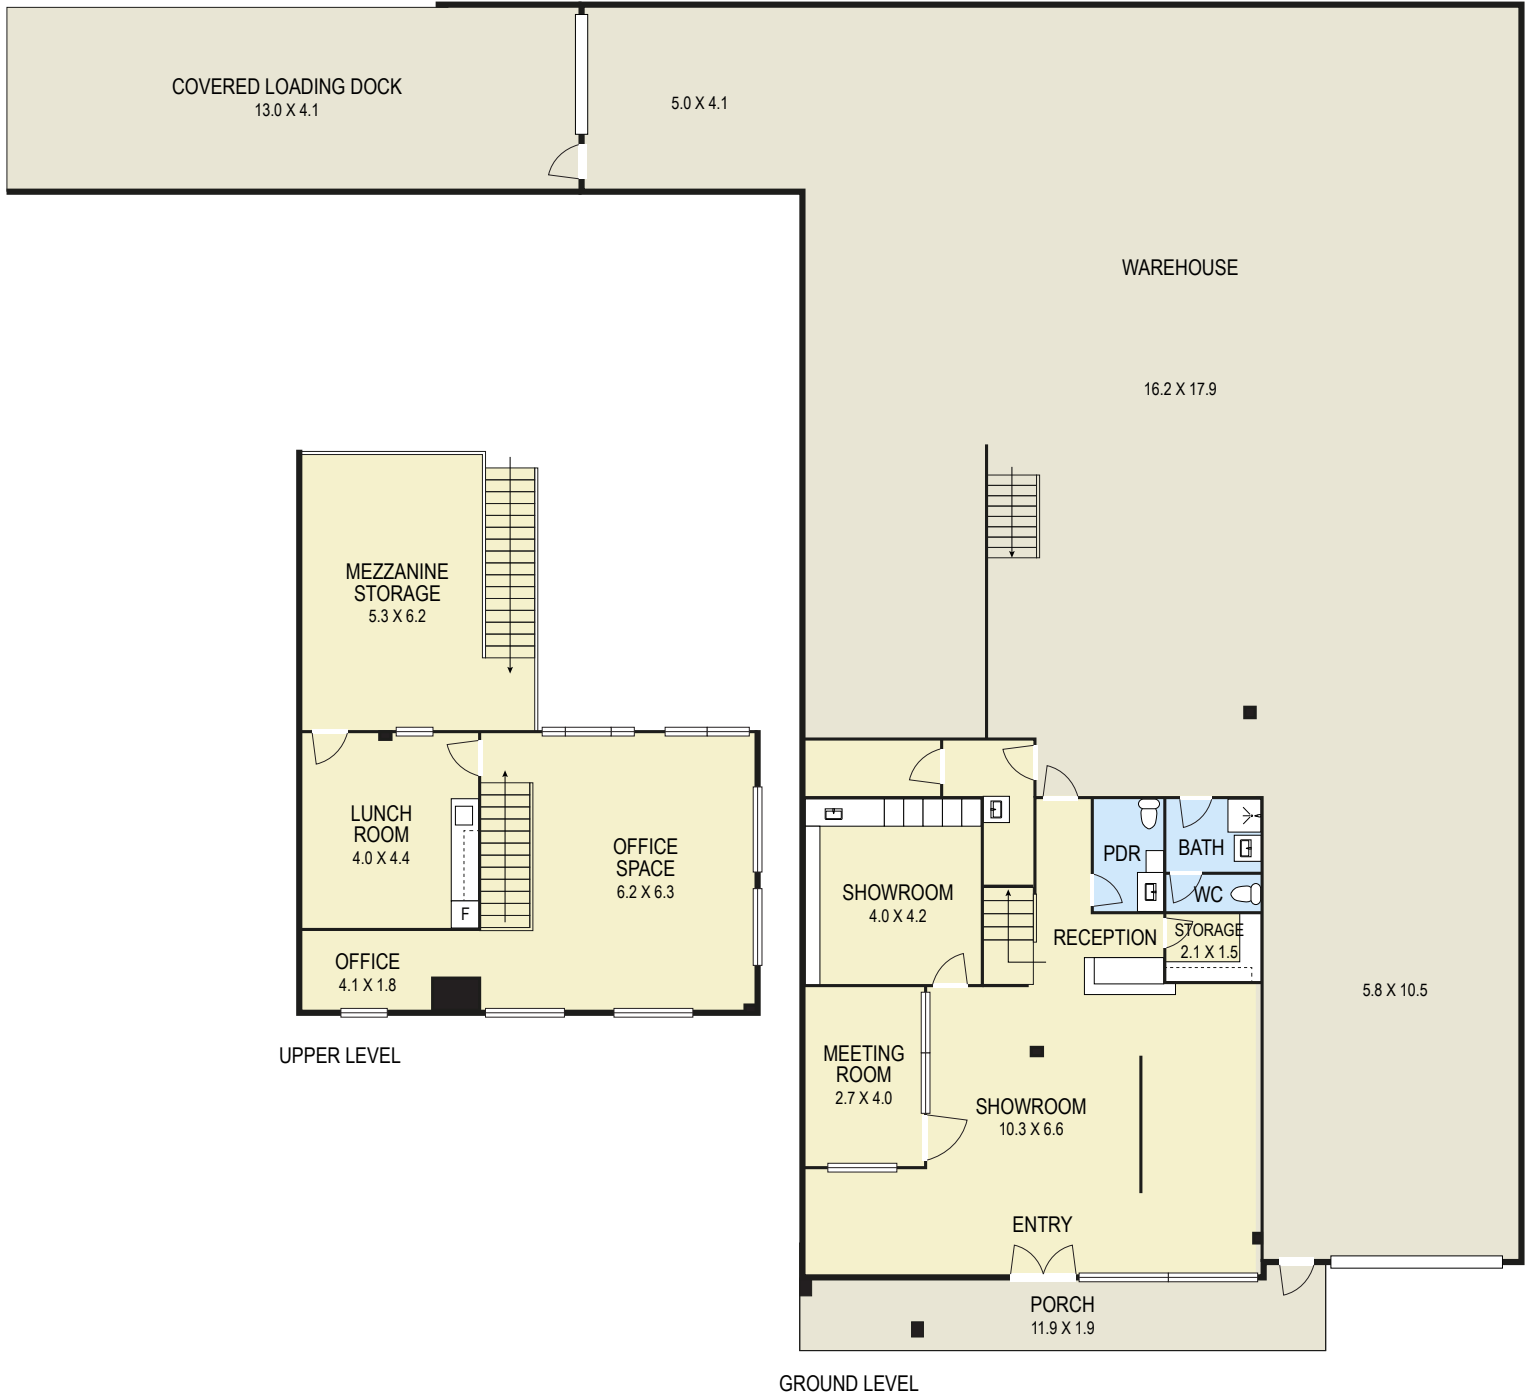 COVERED LOADING DOCK
13.0 X 4.1
5.0 X 4.1
WAREHOUSE
16.2 X 17.9
MEZZANINE
STORAGE
5.3 X 6.2
LUNCH
ROOM
4.0 X 4.4
F
OFFICE
SPACE
6.2 X 6.3
OFFICE
4.1 X 1.8
UPPER LEVEL
PDR
BATH
WC
SHOWROOM
4.0 X 4.2
RECEPTION
STORAGE
2.1 X 1.5
5.8 X 10.5
MEETING
ROOM
2.7 X 4.0
SHOWROOM
10.3 X 6.6
ENTRY
PORCH
11.9 X 1.9
GROUND LEVEL